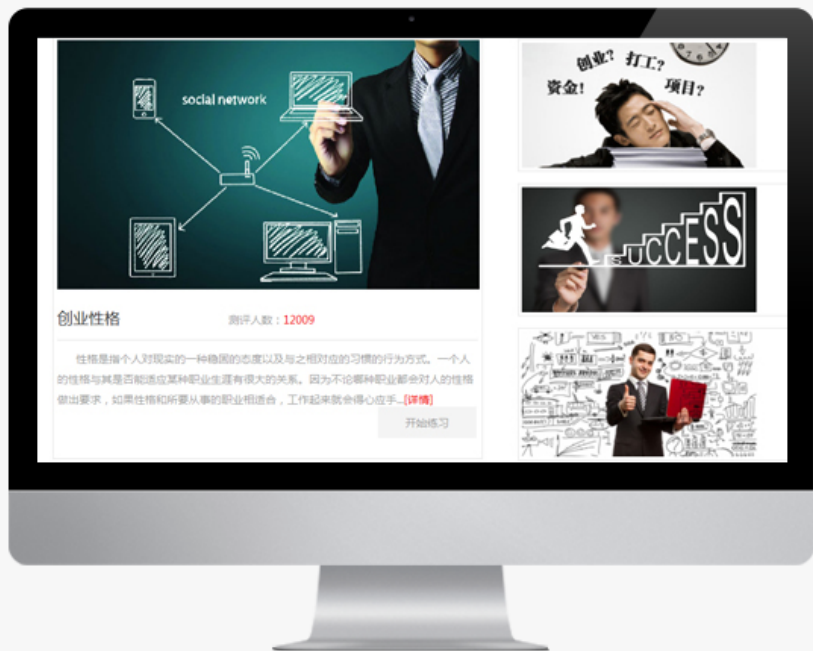 social network
创业性格
测评人数：12009
性格是指个人对现实的一种稳固的态度以及与之相对应的习惯的行为方式。一个人
的性格与其是否能适应某种职业生涯有很大的关系。因为不论哪种职业都会对人的性格
做出要求，如果性格和所要从事的职业相适合，工作起来就会得心应手...[详情]
开始练习
创业？ 打工？
资金！ 项目？
SUCCESS